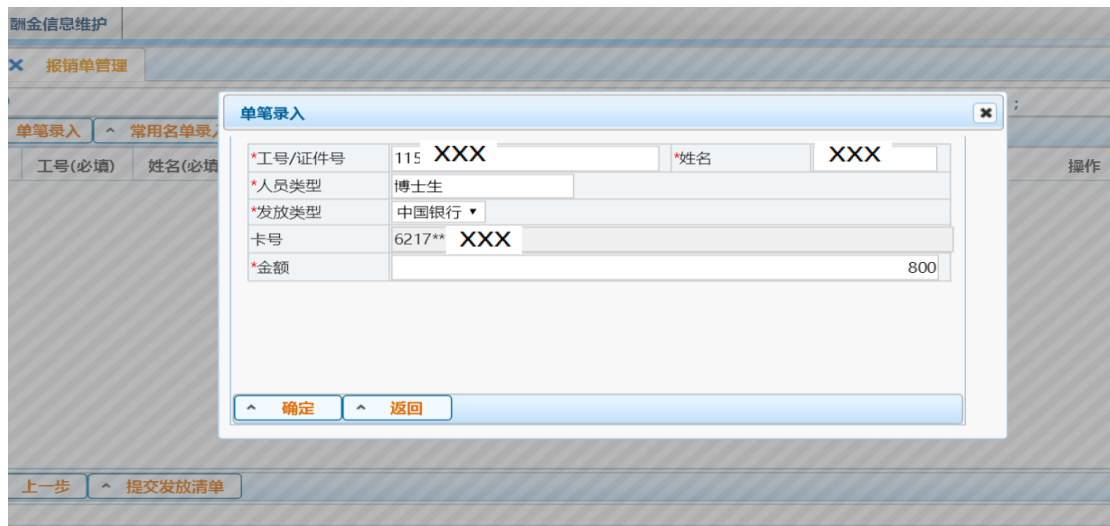 酬金信息维护
报销单管理
单笔录入
;
单笔录入 常用名单录入
工号(必填) 姓名(必填 操作
*工号/证件号 115 XXX *姓名 XXX
*人员类型 博士生
*发放类型 中国银行
卡号 6217** XXX
*金额 800
确定 返回
上一步 提交发放清单